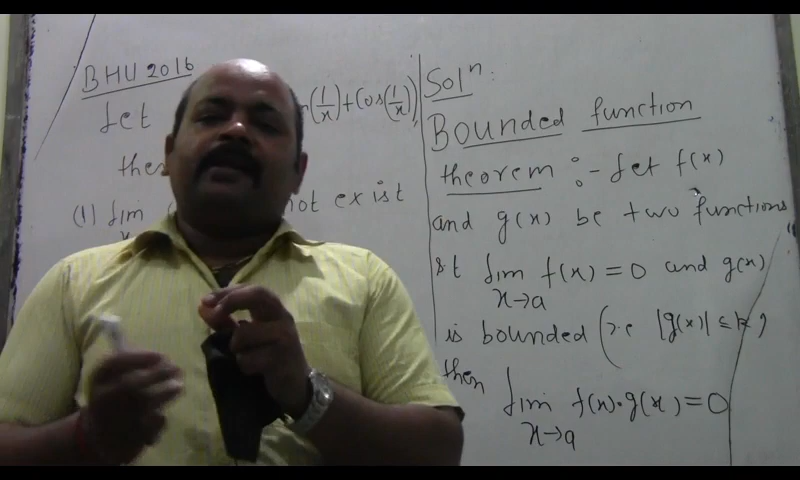 BHU 2016
Let (1/x) + Cos(1/x)
then
(1) lim not exist
Solⁿ:
Bounded function
theorem :- Let f(x)
and g(x) be two functions
st lim f(x) = 0 and g(x)
x→a
is bounded (i.e |g(x)| ≤ k)
then lim f(x)·g(x) = 0
x→a